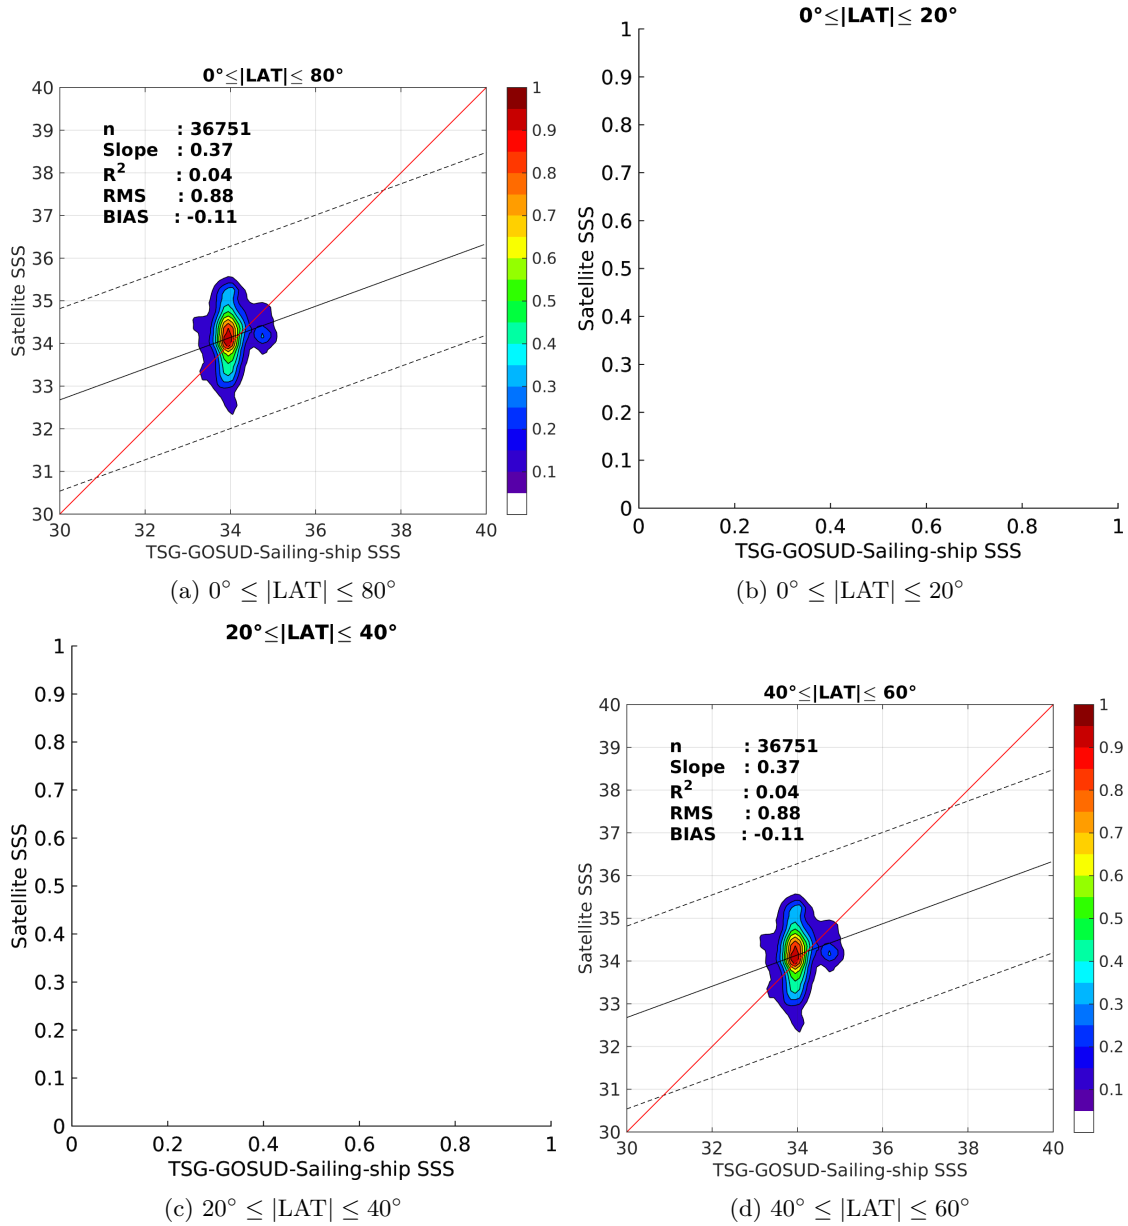 0°≤|LAT|≤ 80°
40
39
38
37
36
35
34
33
32
31
30
n : 36751
Slope : 0.37
R² : 0.04
RMS : 0.88
BIAS : -0.11
Satellite SSS
30 32 34 36 38 40
TSG-GOSUD-Sailing-ship SSS
1
0.9
0.8
0.7
0.6
0.5
0.4
0.3
0.2
0.1
(a) 0° ≤ |LAT| ≤ 80°
0°≤|LAT|≤ 20°
1
0.9
0.8
0.7
0.6
0.5
0.4
0.3
0.2
0.1
0
Satellite SSS
0 0.2 0.4 0.6 0.8 1
TSG-GOSUD-Sailing-ship SSS
(b) 0° ≤ |LAT| ≤ 20°
20°≤|LAT|≤ 40°
1
0.9
0.8
0.7
0.6
0.5
0.4
0.3
0.2
0.1
0
Satellite SSS
0 0.2 0.4 0.6 0.8 1
TSG-GOSUD-Sailing-ship SSS
(c) 20° ≤ |LAT| ≤ 40°
40°≤|LAT|≤ 60°
40
39
38
37
36
35
34
33
32
31
30
n : 36751
Slope : 0.37
R² : 0.04
RMS : 0.88
BIAS : -0.11
Satellite SSS
30 32 34 36 38 40
TSG-GOSUD-Sailing-ship SSS
1
0.9
0.8
0.7
0.6
0.5
0.4
0.3
0.2
0.1
(d) 40° ≤ |LAT| ≤ 60°